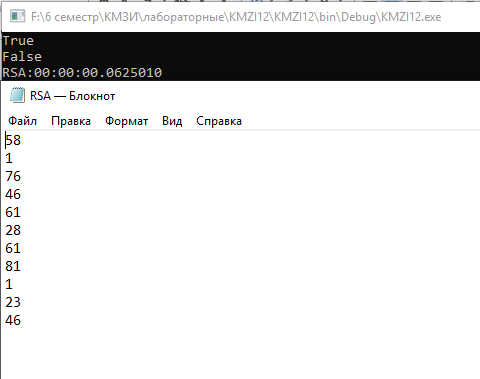 F:\6 семестр\КМЗИ\лабораторные\KMZI12\KMZI12\bin\Debug\KMZI12.exe
True
False
RSA:00:00:00.0625010
RSA — Блокнот
Файл Правка Формат Вид Справка
58
1
76
46
61
28
61
81
1
23
46